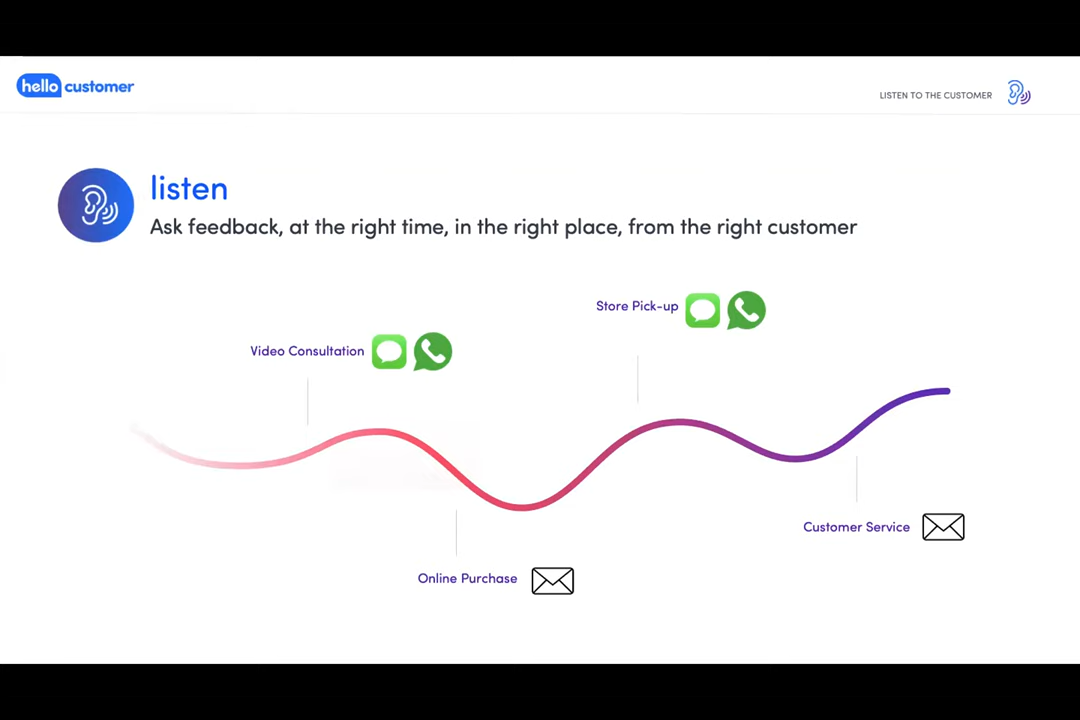 hello customer
LISTEN TO THE CUSTOMER
listen
Ask feedback, at the right time, in the right place, from the right customer
Store Pick-up
Video Consultation
Customer Service
Online Purchase